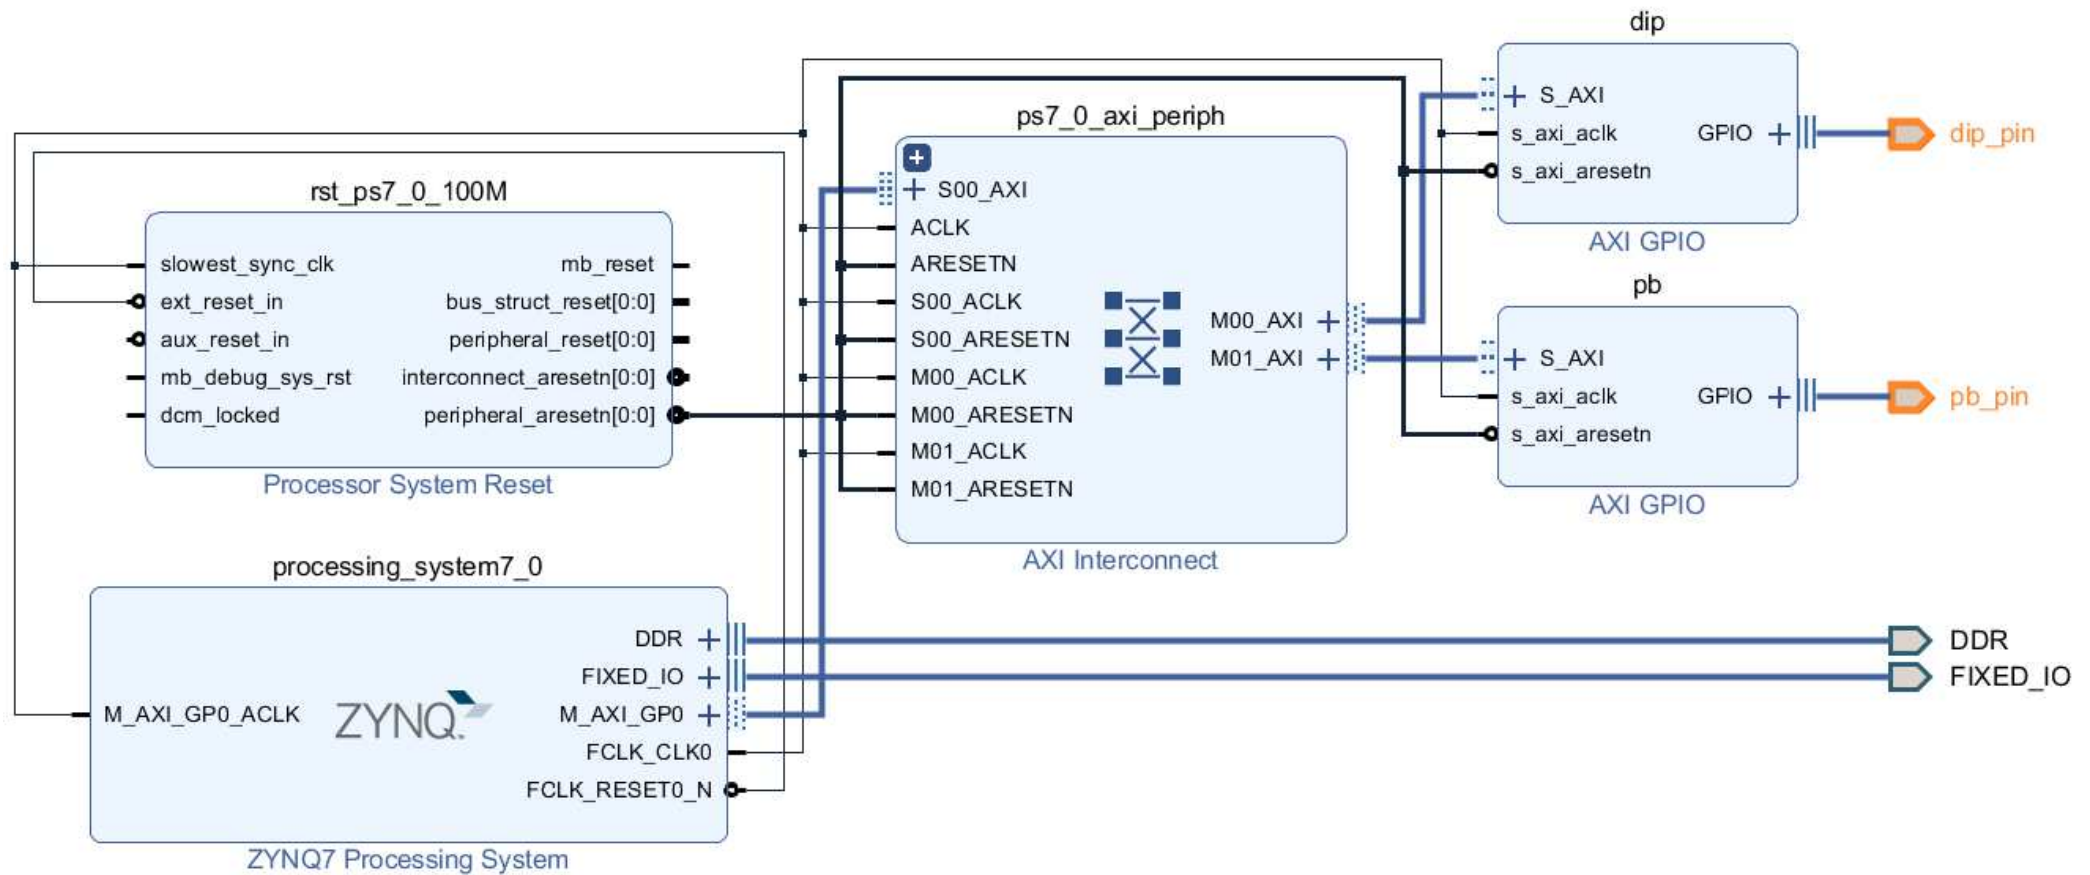 dip
S_AXI
s_axi_aclk
s_axi_aresetn
GPIO
dip_pin
AXI GPIO
ps7_0_axi_periph
S00_AXI
ACLK
ARESETN
S00_ACLK
S00_ARESETN
M00_ACLK
M00_ARESETN
M01_ACLK
M01_ARESETN
M00_AXI
M01_AXI
AXI Interconnect
rst_ps7_0_100M
slowest_sync_clk
ext_reset_in
aux_reset_in
mb_debug_sys_rst
dcm_locked
mb_reset
bus_struct_reset[0:0]
peripheral_reset[0:0]
interconnect_aresetn[0:0]
peripheral_aresetn[0:0]
Processor System Reset
pb
S_AXI
s_axi_aclk
s_axi_aresetn
GPIO
pb_pin
AXI GPIO
processing_system7_0
M_AXI_GP0_ACLK
ZYNQ
DDR
FIXED_IO
M_AXI_GP0
FCLK_CLK0
FCLK_RESET0_N
ZYNQ7 Processing System
DDR
FIXED_IO